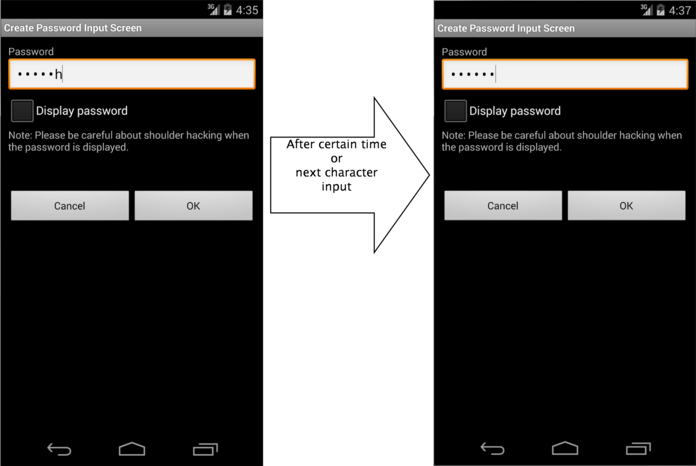 3G 4:35
Create Password Input Screen
Password
•••••h
Display password
Note: Please be careful about shoulder hacking when
the password is displayed.
Cancel OK
After certain time
or
next character
input
3G 4:37
Create Password Input Screen
Password
••••••
Display password
Note: Please be careful about shoulder hacking when
the password is displayed.
Cancel OK